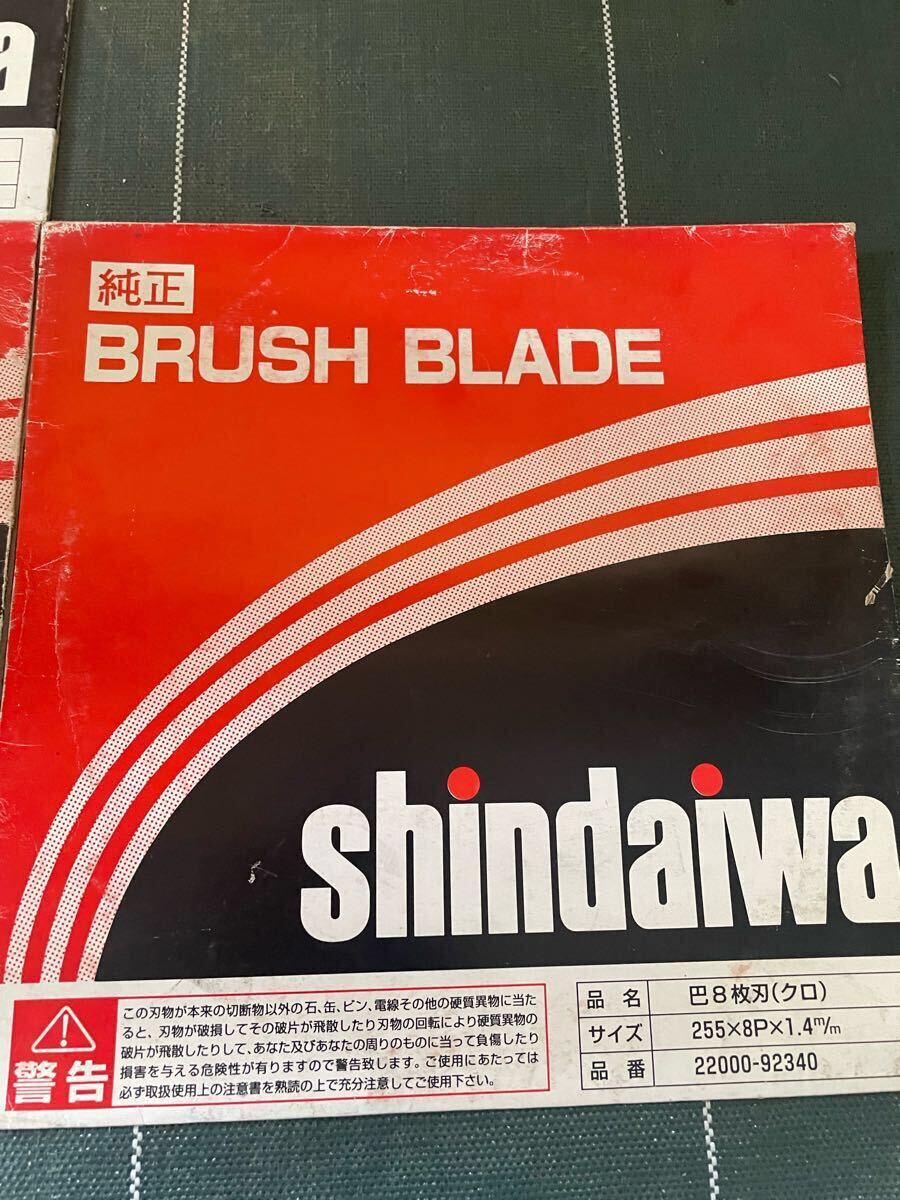 純正
BRUSH BLADE
shindaiwa
警告
この刃物が本来の切断物以外の石、缶、ビン、電線その他の硬質異物に当た
ると、刃物が破損してその破片が飛散したり刃物の回転により硬質異物の
破片が飛散したりして、あなた及びあなたの周りのものに当って負傷したり
損害を与える危険性が有りますので警告致します。ご使用にあたっては
必ず取扱使用上の注意書を熟読の上で充分注意してご使用下さい。
品 名 巴8枚刃(クロ)
サイズ 255×8P×1.4m/m
品 番 22000-92340